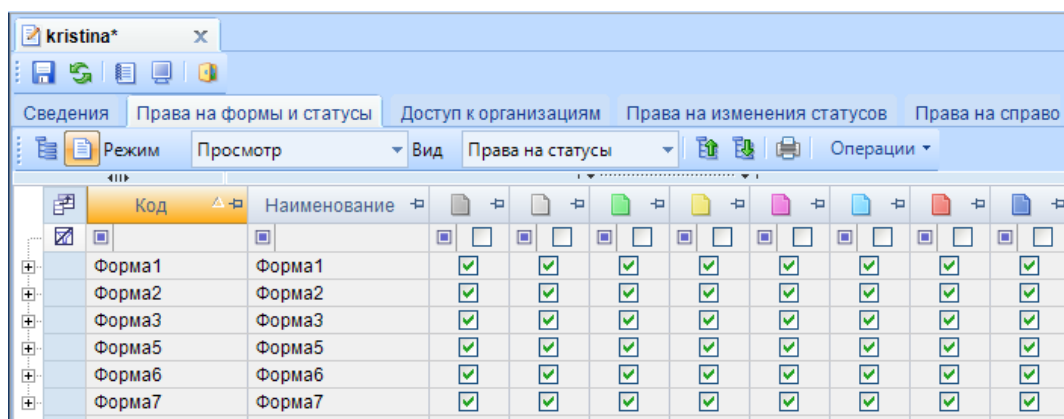 kristina*
Сведения Права на формы и статусы Доступ к организациям Права на изменения статусов Права на справо
Режим Просмотр Вид Права на статусы Операции
Код Наименование
Форма1 Форма1
Форма2 Форма2
Форма3 Форма3
Форма5 Форма5
Форма6 Форма6
Форма7 Форма7